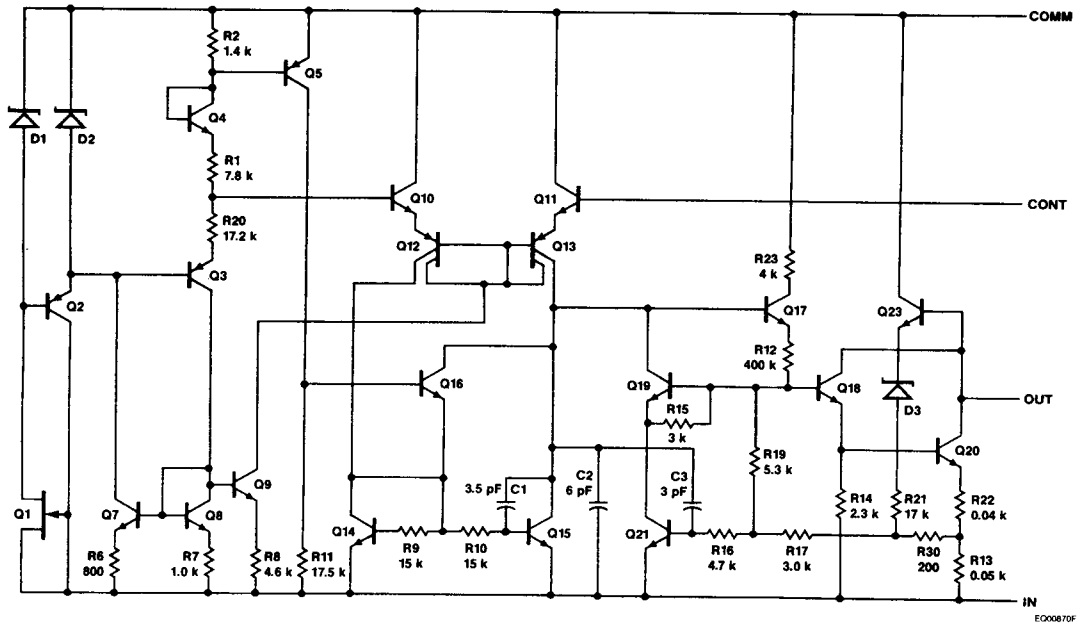 COMM
R2
1.4 k
Q5
Q4
D1
D2
R1
7.8 k
Q10
Q11
CONT
R20
17.2 k
Q12
Q13
Q3
R23
4 k
Q2
Q17
Q23
R12
400 k
Q16
Q19
Q18
R15
3 k
D3
OUT
R19
5.3 k
Q20
Q9
3.5 pF
C1
C2
6 pF
C3
3 pF
R14
2.3 k
R21
17 k
R22
0.04 k
Q1
Q7
Q8
Q14
R9
15 k
R10
15 k
Q15
Q21
R16
4.7 k
R17
3.0 k
R30
200
R6
800
R7
1.0 k
R8
4.6 k
R11
17.5 k
R13
0.05 k
IN
EQ00870F